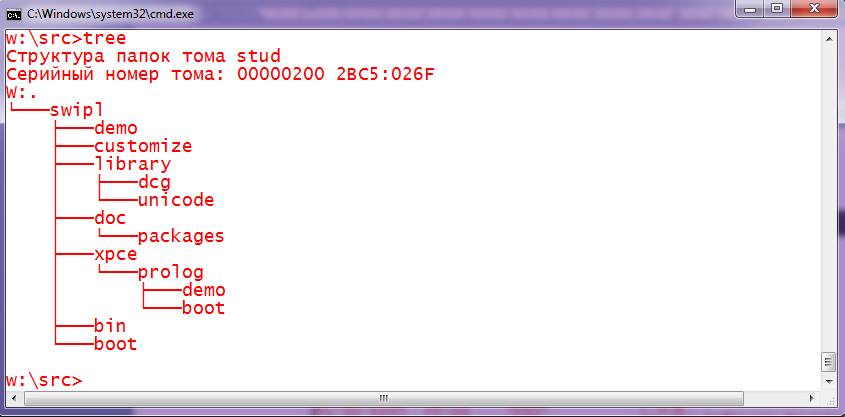 C:\Windows\system32\cmd.exe
w:\src>tree
Структура папок тома stud
Серийный номер тома: 00000200 2BC5:026F
W:.
└───swipl
    ├───demo
    ├───customize
    ├───library
    │   ├───dcg
    │   └───unicode
    ├───doc
    │   └───packages
    ├───xpce
    │   └───prolog
    │       ├───demo
    │       └───boot
    ├───bin
    └───boot
w:\src>